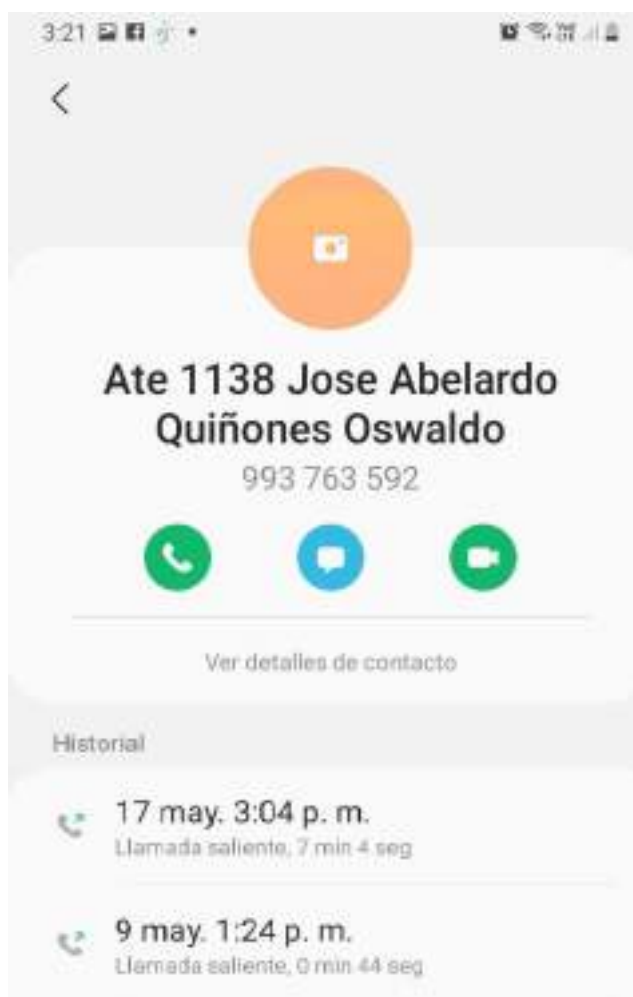 3:21
Ate 1138 Jose Abelardo
Quiñones Oswaldo
993 763 592
Ver detalles de contacto
Historial
17 may. 3:04 p. m.
Llamada saliente, 7 min 4 seg
9 may. 1:24 p. m.
Llamada saliente, 0 min 44 seg